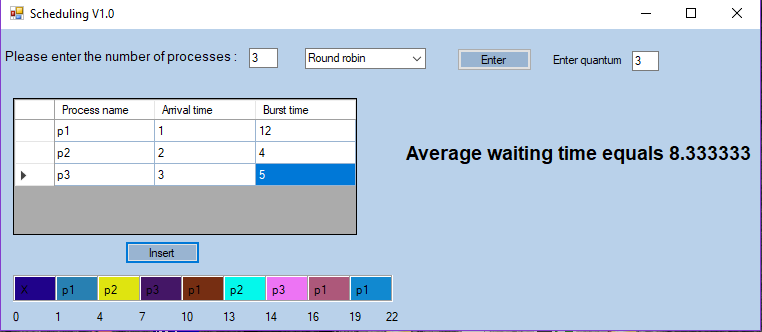 Scheduling V1.0
Please enter the number of processes : 3 Round robin Enter Enter quantum 3
Process name Arrival time Burst time
p1 1 12
p2 2 4
p3 3 5
Average waiting time equals 8.333333
Insert
X p1 p2 p3 p1 p2 p3 p1 p1
0 1 4 7 10 13 14 16 19 22